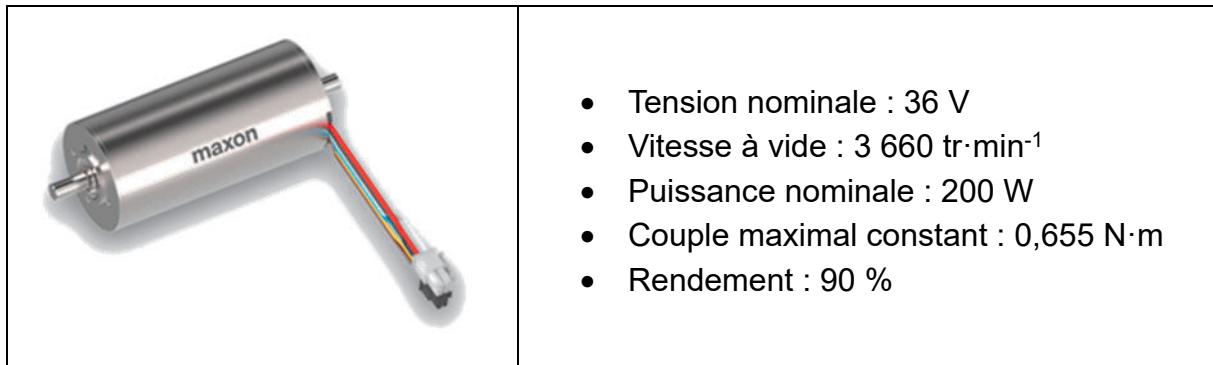 maxon
• Tension nominale : 36 V
• Vitesse à vide : 3 660 tr·min⁻¹
• Puissance nominale : 200 W
• Couple maximal constant : 0,655 N·m
• Rendement : 90 %